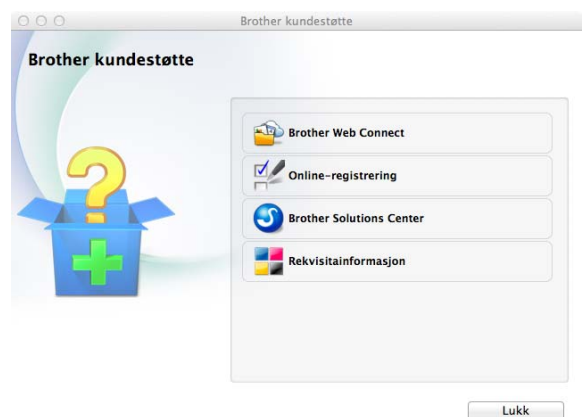 Brother kundestøtte
Brother kundestøtte
Brother Web Connect
Online-registrering
Brother Solutions Center
Rekvisitainformasjon
Lukk